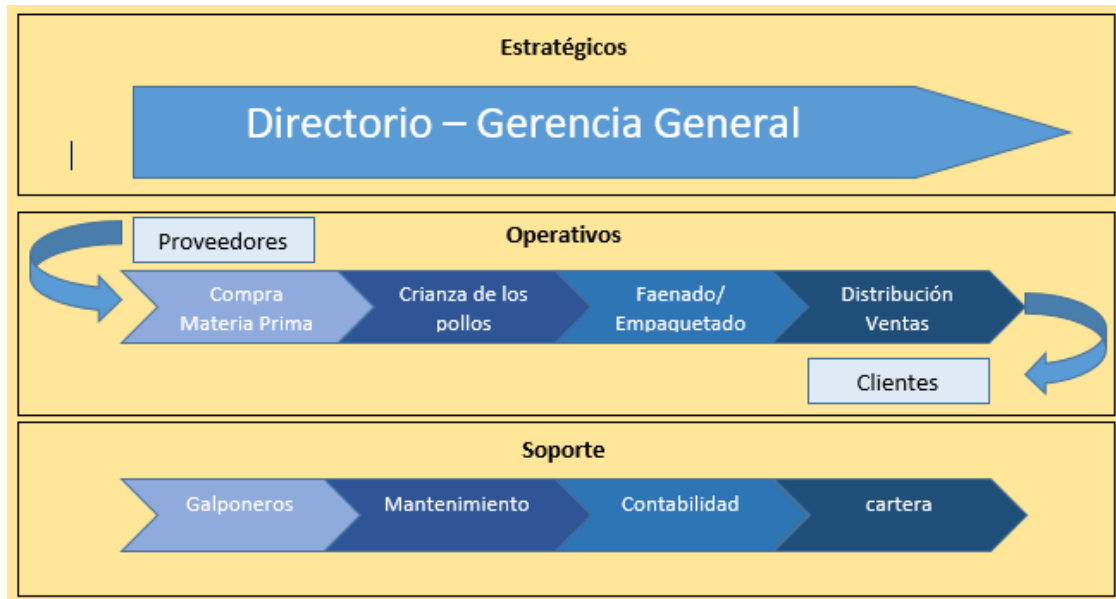 Estratégicos
Directorio – Gerencia General
Proveedores
Operativos
Compra
Materia Prima
Crianza de los
pollos
Faenado/
Empaquetado
Distribución
Ventas
Clientes
Soporte
Galponeros
Mantenimiento
Contabilidad
cartera